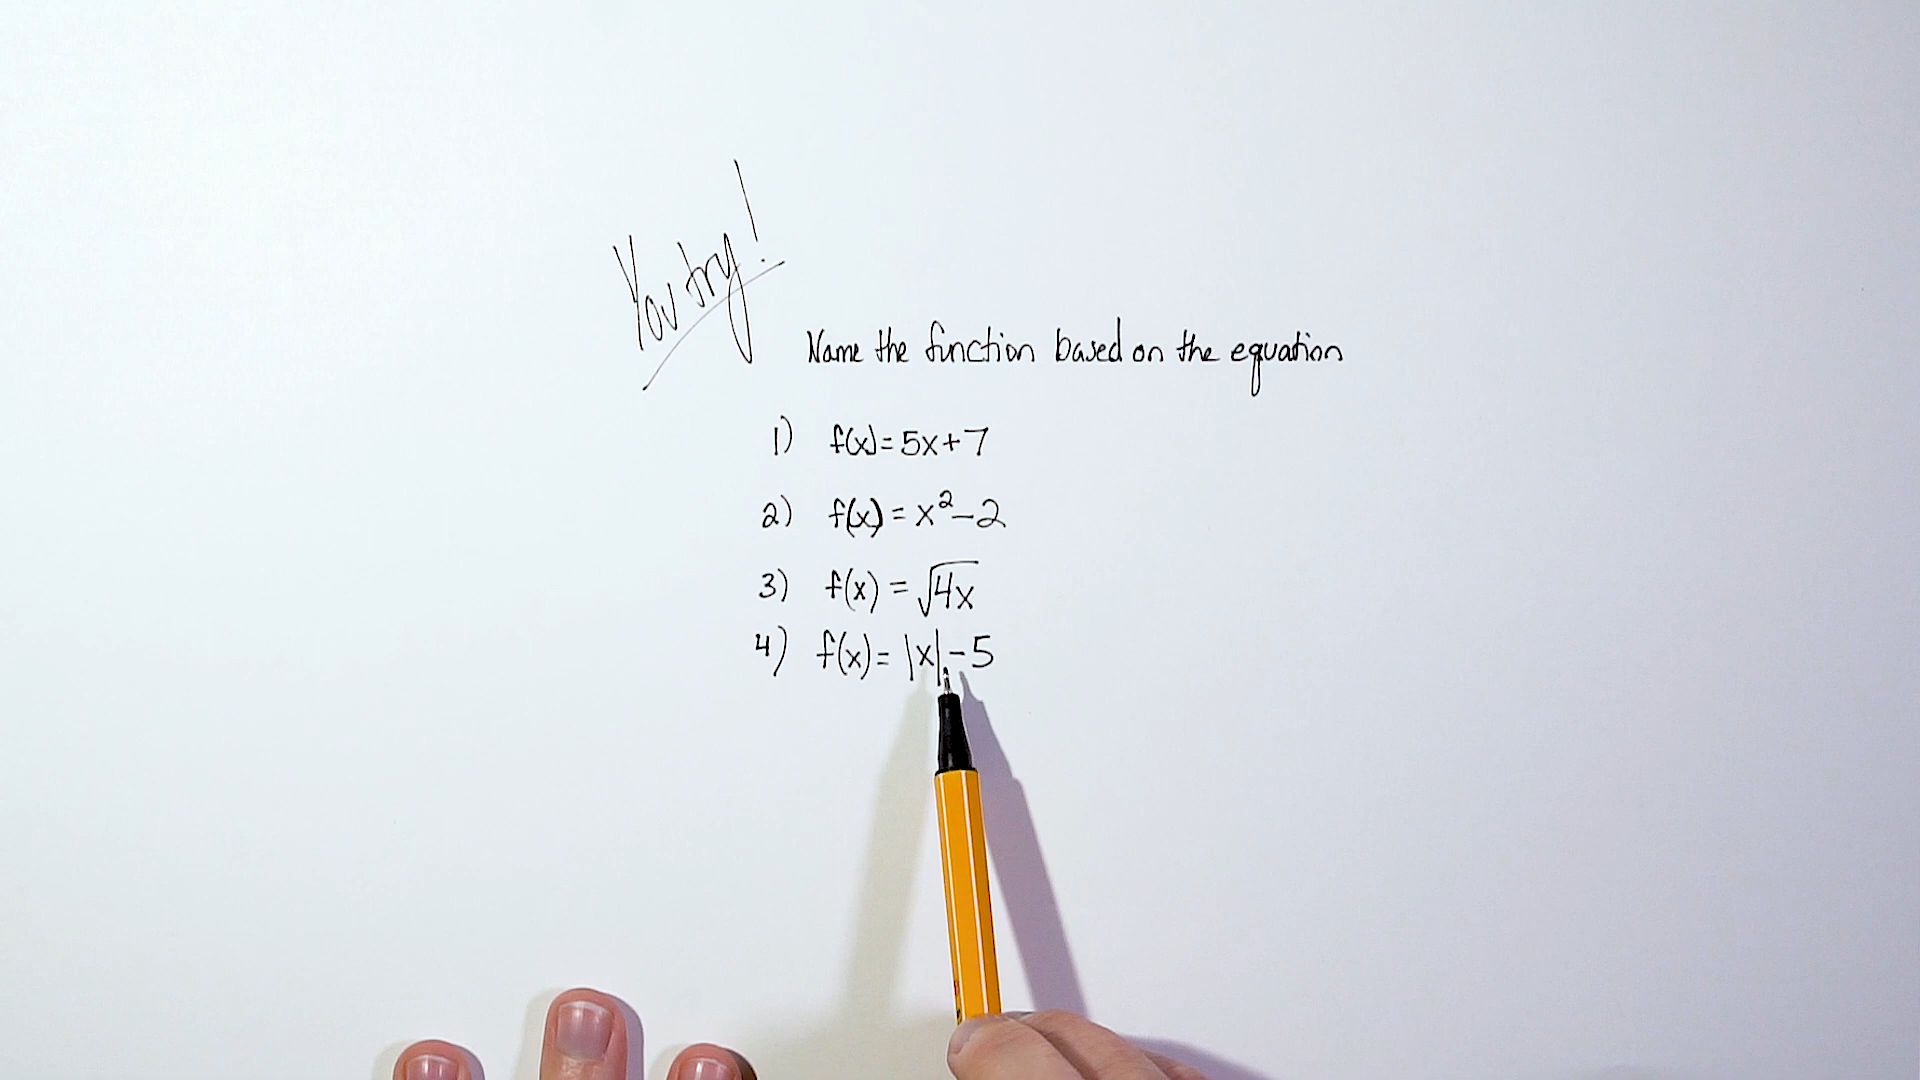 You try!
Name the function based on the equation
1) f(x)=5x+7
2) f(x) = x²-2
3) f(x) = √4x
4) f(x)= |x|-5